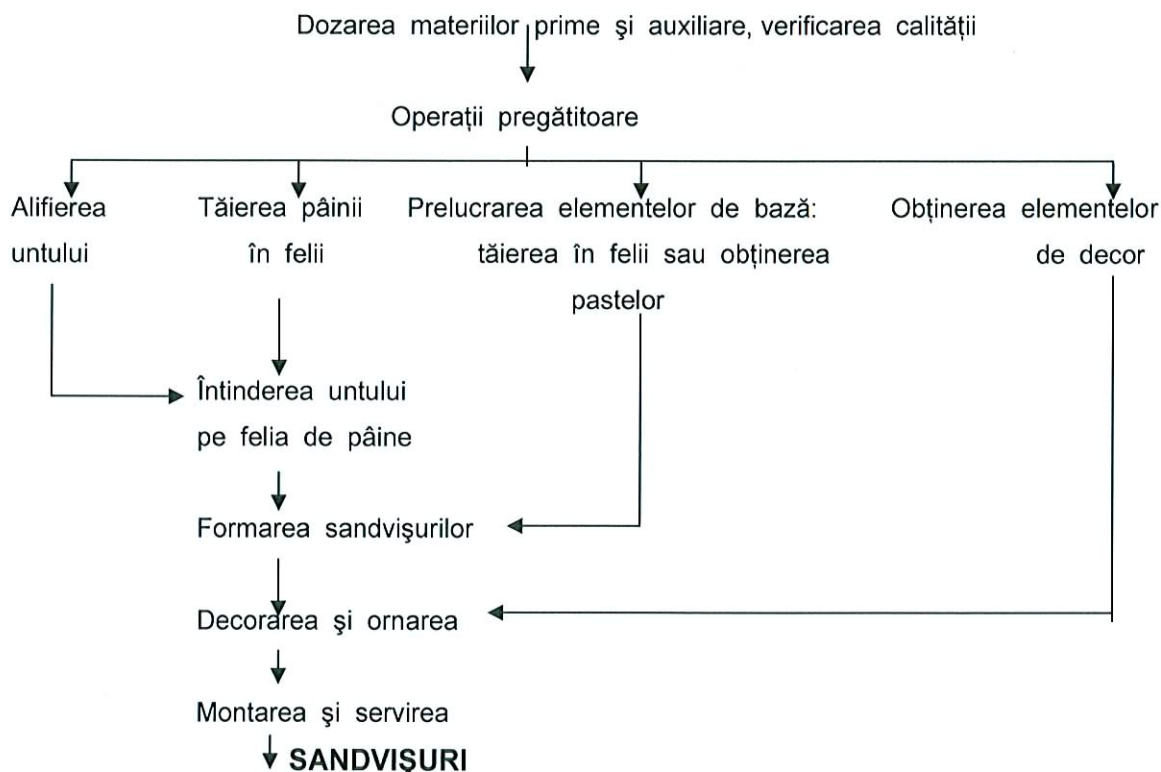 Dozarea materiilor prime şi auxiliare, verificarea calităţii
Operaţii pregătitoare
Alifierea
untului
Tăierea pâinii
în felii
Prelucrarea elementelor de bază:
tăierea în felii sau obţinerea
pastelor
Obţinerea elementelor
de decor
Întinderea untului
pe felia de pâine
Formarea sandvişurilor
Decorarea şi ornarea
Montarea şi servirea
SANDVIŞURI